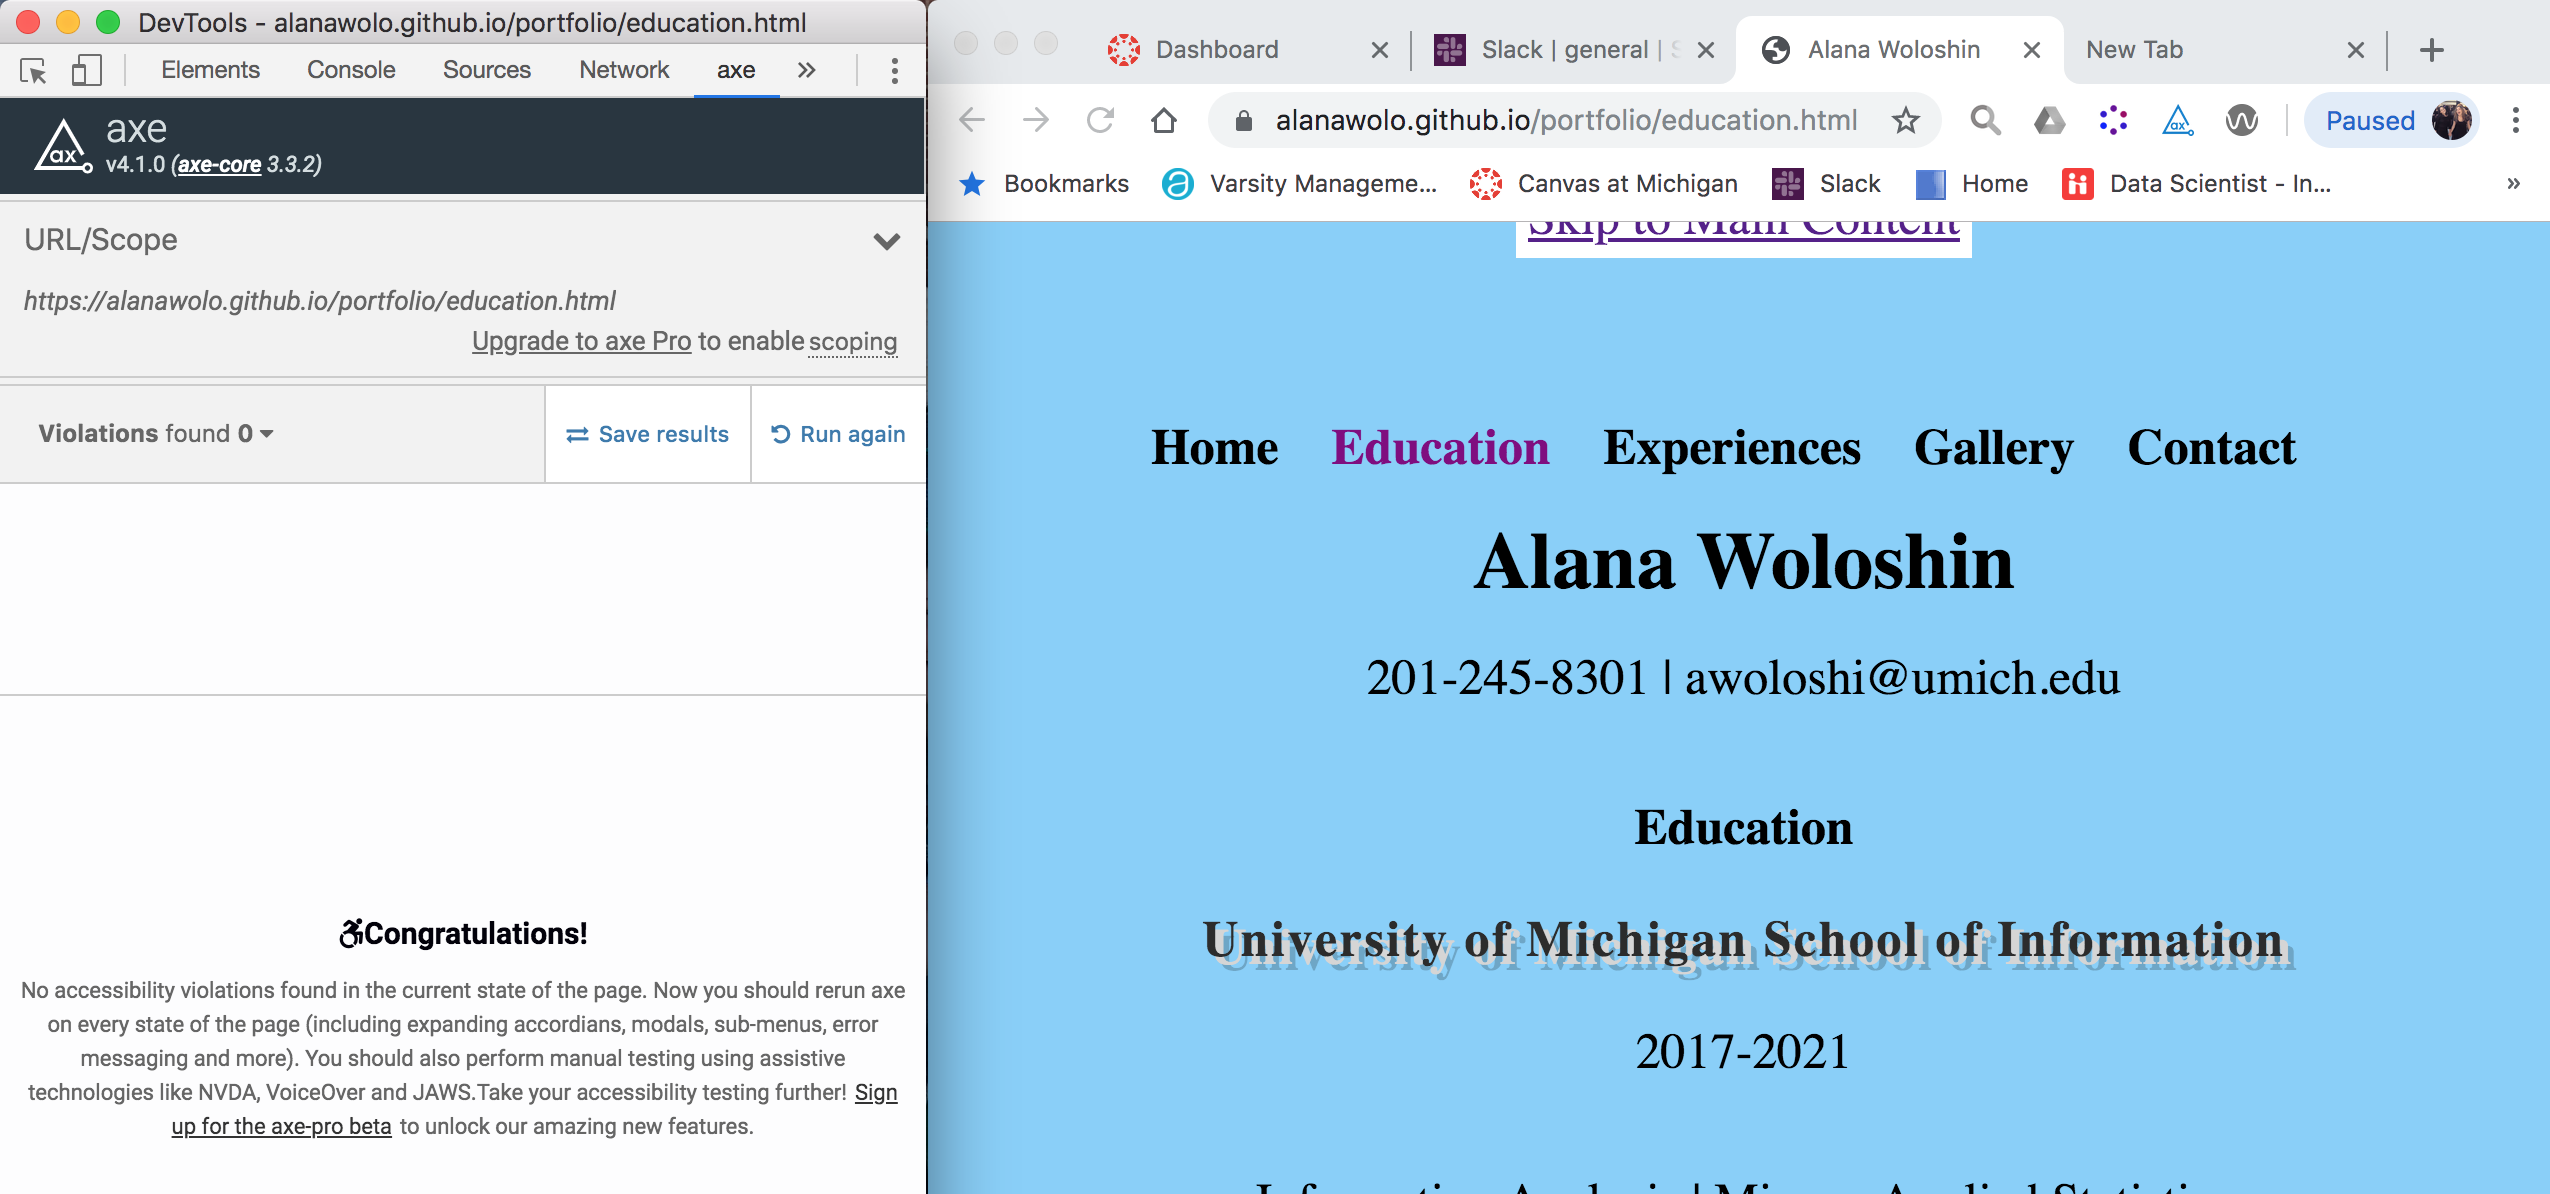 DevTools - alanawolo.github.io/portfolio/education.html
Elements Console Sources Network axe »
ax
axe
v4.1.0 (axe-core 3.3.2)
URL/Scope
https://alanawolo.github.io/portfolio/education.html
Upgrade to axe Pro to enable scoping
Violations found 0
Save results
Run again
Congratulations!
No accessibility violations found in the current state of the page. Now you should rerun axe
on every state of the page (including expanding accordians, modals, sub-menus, error
messaging and more). You should also perform manual testing using assistive
technologies like NVDA, VoiceOver and JAWS.Take your accessibility testing further! Sign
up for the axe-pro beta to unlock our amazing new features.
Dashboard
Slack | general |
Alana Woloshin
New Tab
alanawolo.github.io/portfolio/education.html
ax
Paused
Bookmarks Varsity Manageme... Canvas at Michigan Slack Home Data Scientist - In... »
Skip to Main Content
Home Education Experiences Gallery Contact
Alana Woloshin
201-245-8301 | awoloshi@umich.edu
Education
University of Michigan School of Information
2017-2021